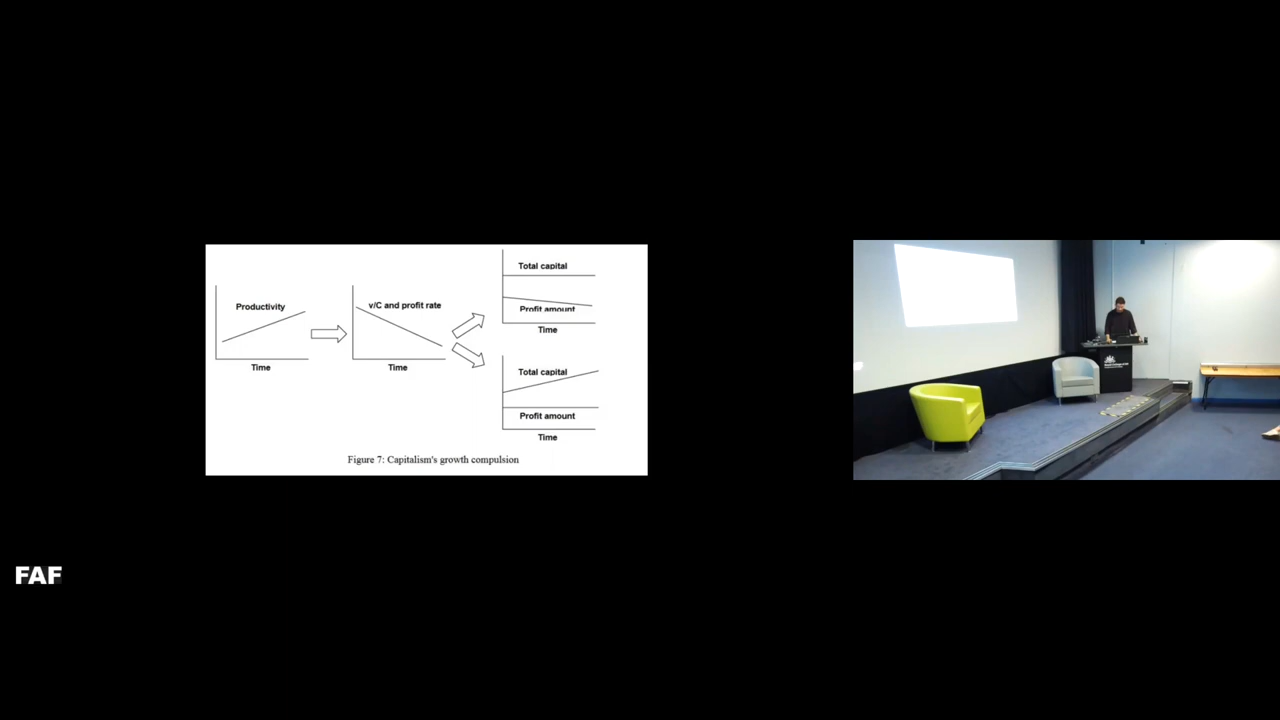 Productivity
Time
v/C and profit rate
Time
Total capital
Profit amount
Time
Total capital
Profit amount
Time
Figure 7: Capitalism's growth compulsion
FAF